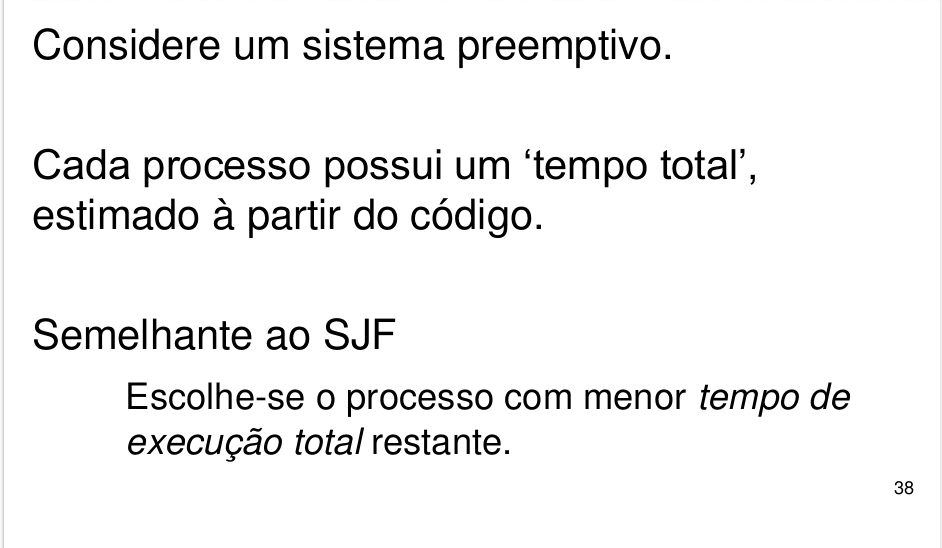 Considere um sistema preemptivo.
Cada processo possui um ‘tempo total’,
estimado à partir do código.
Semelhante ao SJF
Escolhe-se o processo com menor tempo de
execução total restante.
38